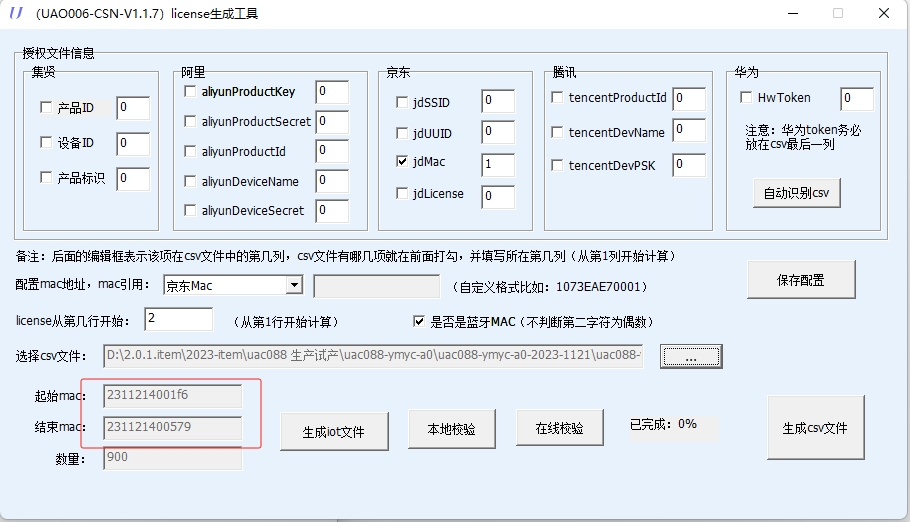 （UAO006-CSN-V1.1.7）license生成工具
授权文件信息
集贤
产品ID 0
设备ID 0
产品标识 0
阿里
aliyunProductKey 0
aliyunProductSecret 0
aliyunProductId 0
aliyunDeviceName 0
aliyunDeviceSecret 0
京东
jdSSID 0
jdUUID 0
jdMac 1
jdLicense 0
腾讯
tencentProductId 0
tencentDevName 0
tencentDevPSK 0
华为
HwToken 0
注意：华为token务必
放在csv最后一列
自动识别csv
备注：后面的编辑框表示该项在csv文件中的第几列，csv文件有哪几项就在前面打勾，并填写所在第几列（从第1列开始计算）
配置mac地址，mac引用： 京东Mac （自定义格式比如：1073EAE70001）
保存配置
license从第几行开始： 2 （从第1行开始计算） 是否是蓝牙MAC（不判断第二字符为偶数）
选择csv文件： D:\2.0.1.item\2023-item\uac088 生产试产\uac088-ymyc-a0\uac088-ymyc-a0-2023-1121\uac088- ...
起始mac： 2311214001f6
结束mac： 231121400579
数量： 900
生成iot文件
本地校验
在线校验
已完成：0%
生成csv文件